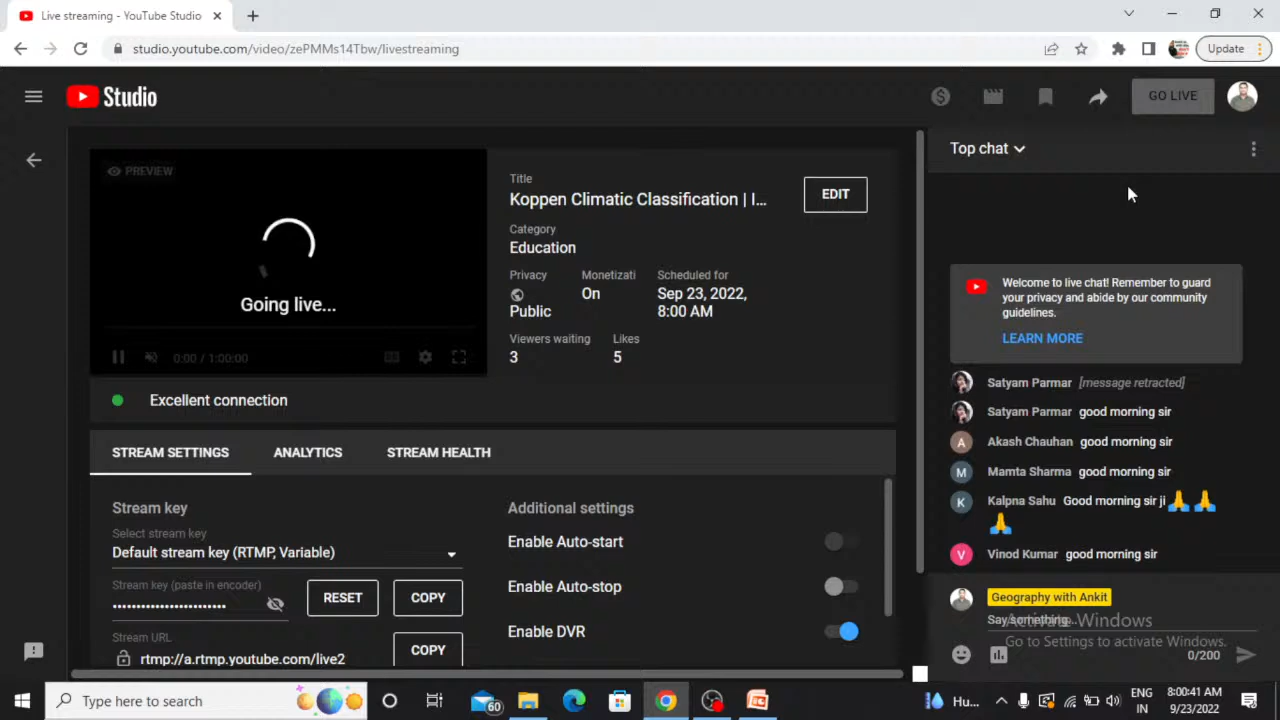 Live streaming - YouTube Studio
studio.youtube.com/video/zePMMs14Tbw/livestreaming
Update
Studio
GO LIVE
PREVIEW
Going live...
0:00 / 1:00:00
Title
Koppen Climatic Classification | I...
EDIT
Category
Education
Privacy
Monetizati
Scheduled for
Public
On
Sep 23, 2022,
8:00 AM
Viewers waiting
Likes
3
5
Excellent connection
STREAM SETTINGS
ANALYTICS
STREAM HEALTH
Stream key
Select stream key
Default stream key (RTMP, Variable)
Stream key (paste in encoder)
••••••••••••••••••••••••
RESET
COPY
Stream URL
rtmp://a.rtmp.youtube.com/live2
COPY
Additional settings
Enable Auto-start
Enable Auto-stop
Enable DVR
Top chat
Welcome to live chat! Remember to guard
your privacy and abide by our community
guidelines.
LEARN MORE
Satyam Parmar [message retracted]
Satyam Parmar good morning sir
A
Akash Chauhan good morning sir
M
Mamta Sharma good morning sir
K
Kalpna Sahu Good morning sir ji🙏🙏
🙏
V
Vinod Kumar good morning sir
Geography with Ankit
Say something...
Activate Windows
Go to Settings to activate Windows.
0/200
Type here to search
60
Hu...
ENG
IN
8:00:41 AM
9/23/2022